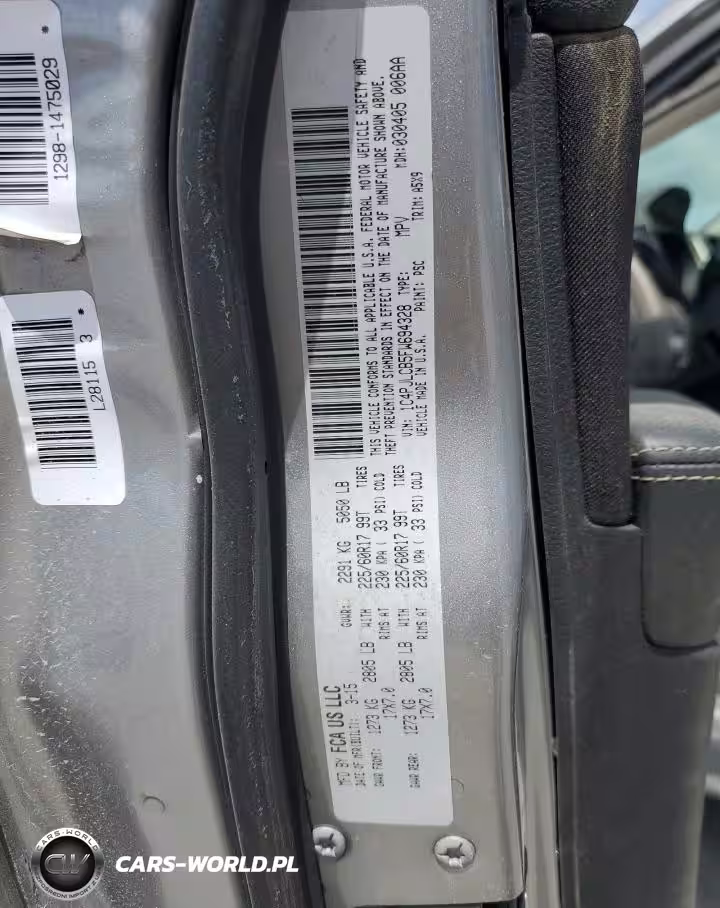 *
1298-1475029
*
L28115 3
MFD BY FCA US LLC
DATE OF MFR(BUILT): 3-15 GVWR: 2291 KG 5050 LB
GAWR FRONT: 1273 KG 2805 LB WITH 225/60R17 99T TIRES
17X7.0 RIMS AT 230 KPA ( 33 PSI) COLD
GAWR REAR: 1273 KG 2805 LB WITH 225/60R17 99T TIRES
17X7.0 RIMS AT 230 KPA ( 33 PSI) COLD
THIS VEHICLE CONFORMS TO ALL APPLICABLE U.S.A. FEDERAL MOTOR VEHICLE SAFETY AND
THEFT PREVENTION STANDARDS IN EFFECT ON THE DATE OF MANUFACTURE SHOWN ABOVE.
VIN: 1C4PJLCB5FW694328 TYPE: MPV MDH:030405 006AA
VEHICLE MADE IN U.S.A. PAINT: PSC TRIM: A5X9
CARS-WORLD
CW
CARS-WORLD.PL